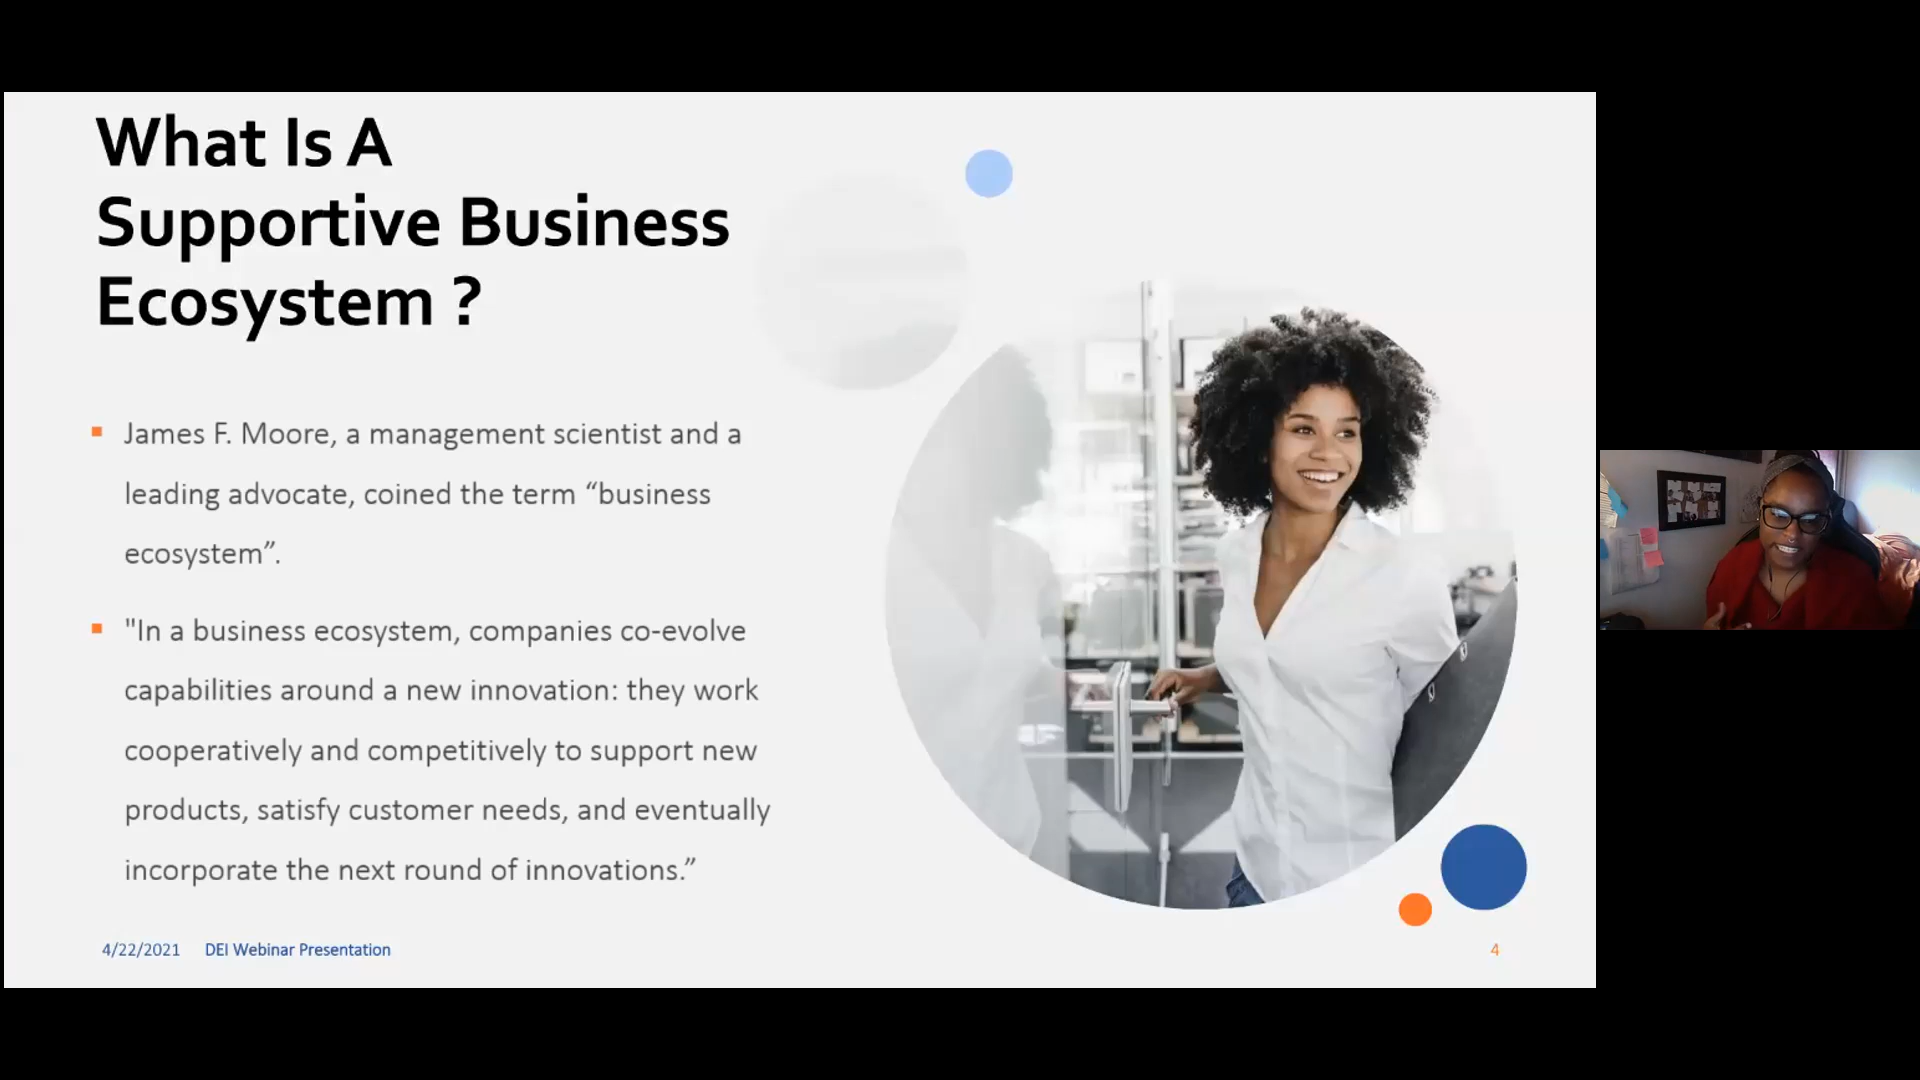 What Is A
Supportive Business
Ecosystem ?
▪ James F. Moore, a management scientist and a
leading advocate, coined the term “business
ecosystem”.
▪ "In a business ecosystem, companies co-evolve
capabilities around a new innovation: they work
cooperatively and competitively to support new
products, satisfy customer needs, and eventually
incorporate the next round of innovations.”
4/22/2021 DEI Webinar Presentation 4